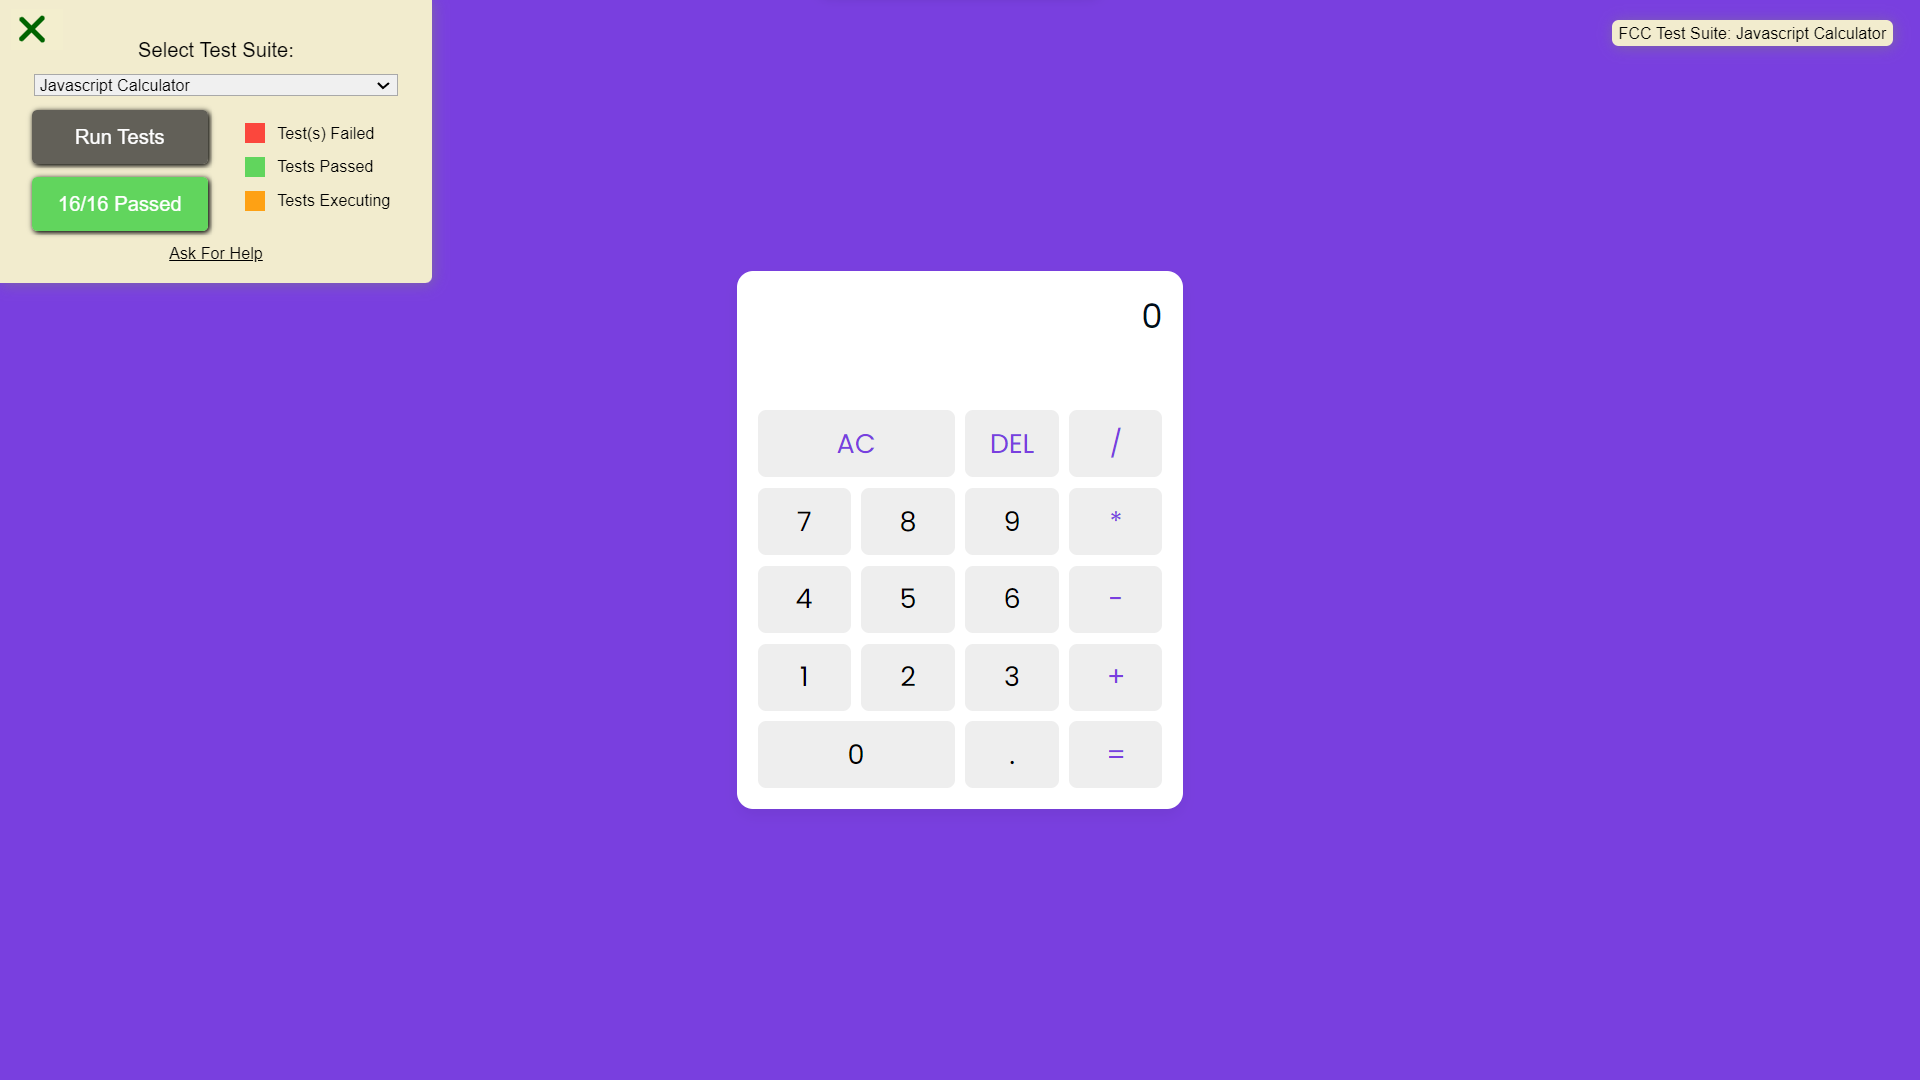 Select Test Suite:
Javascript Calculator
Run Tests
16/16 Passed
Test(s) Failed
Tests Passed
Tests Executing
Ask For Help
FCC Test Suite: Javascript Calculator
0
AC DEL /
7 8 9 *
4 5 6 -
1 2 3 +
0 . =